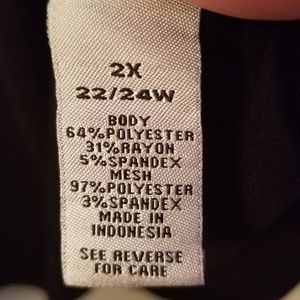 2X
22/24W
BODY
64%POLYESTER
31%RAYON
5%SPANDEX
MESH
97%POLYESTER
3%SPANDEX
MADE IN
INDONESIA
SEE REVERSE
FOR CARE